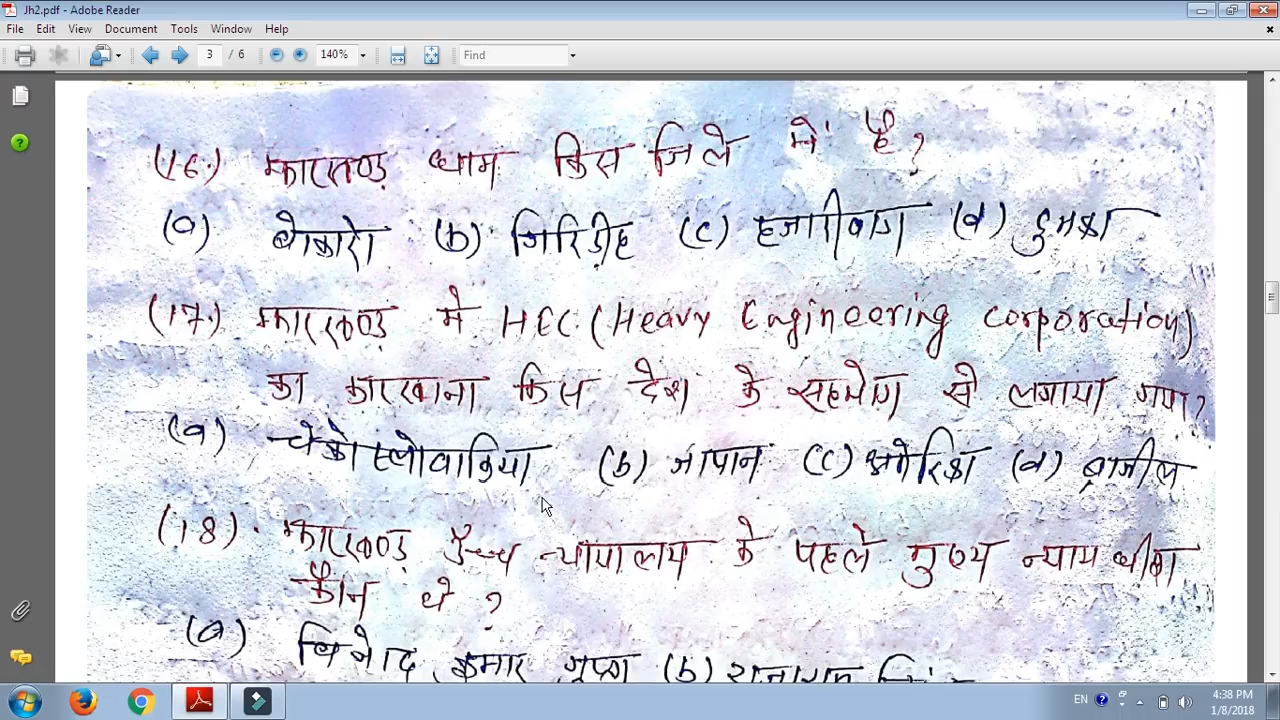 Jh2.pdf - Adobe Reader
File Edit View Document Tools Window Help
3 / 6 140% Find
(16.) झारखण्ड धाम किस जिले में है?
(a) बोकारो (b) गिरिडीह (c) हजारीबाग (d) दुमका
(17.) झारखण्ड मे HEC (Heavy Engineering Corporation)
का कारखाना किस देश के सहयोग से लगाया गया?
(a) चेकोस्लोवाकिया (b) जापान (c) अमेरिका (d) ब्राजील
(18). झारखण्ड उच्च न्यायालय के पहले मुख्य न्यायधीश
कौन थे ?
(a) विनोद कुमार गुप्ता (b)
EN 4:38 PM
1/8/2018